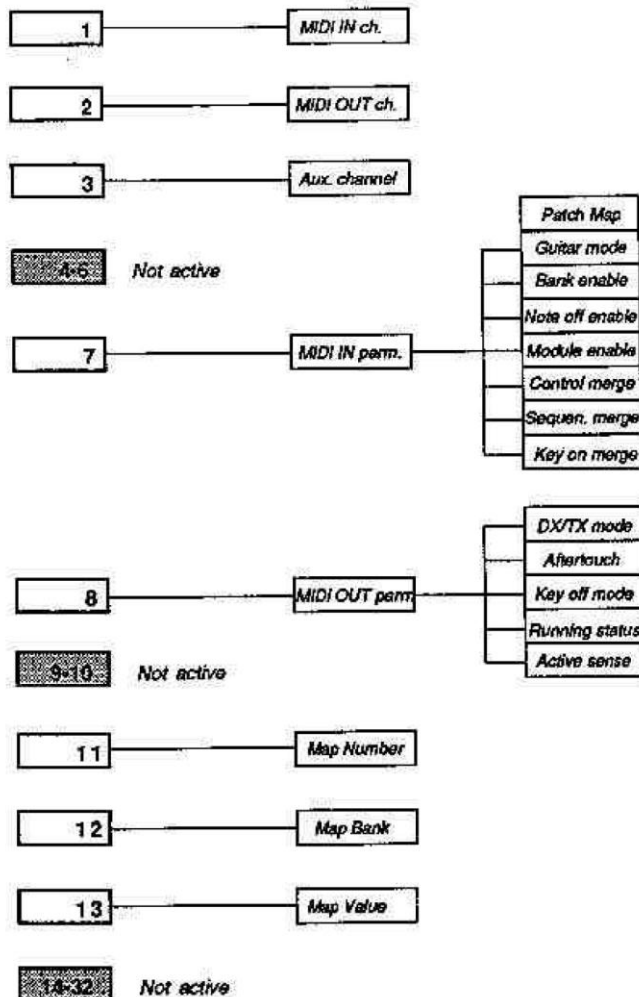 1 MIDI IN ch.
2 MIDI OUT ch.
3 Aux. channel
4-6 Not active
7 MIDI IN perm.
Patch Map
Guitar mode
Bank enable
Note off enable
Module enable
Control merge
Sequen. merge
Key on merge
8 MIDI OUT perm
DX/TX mode
Aftertouch
Key off mode
Running status
Active sense
9-10 Not active
11 Map Number
12 Map Bank
13 Map Value
14-32 Not active